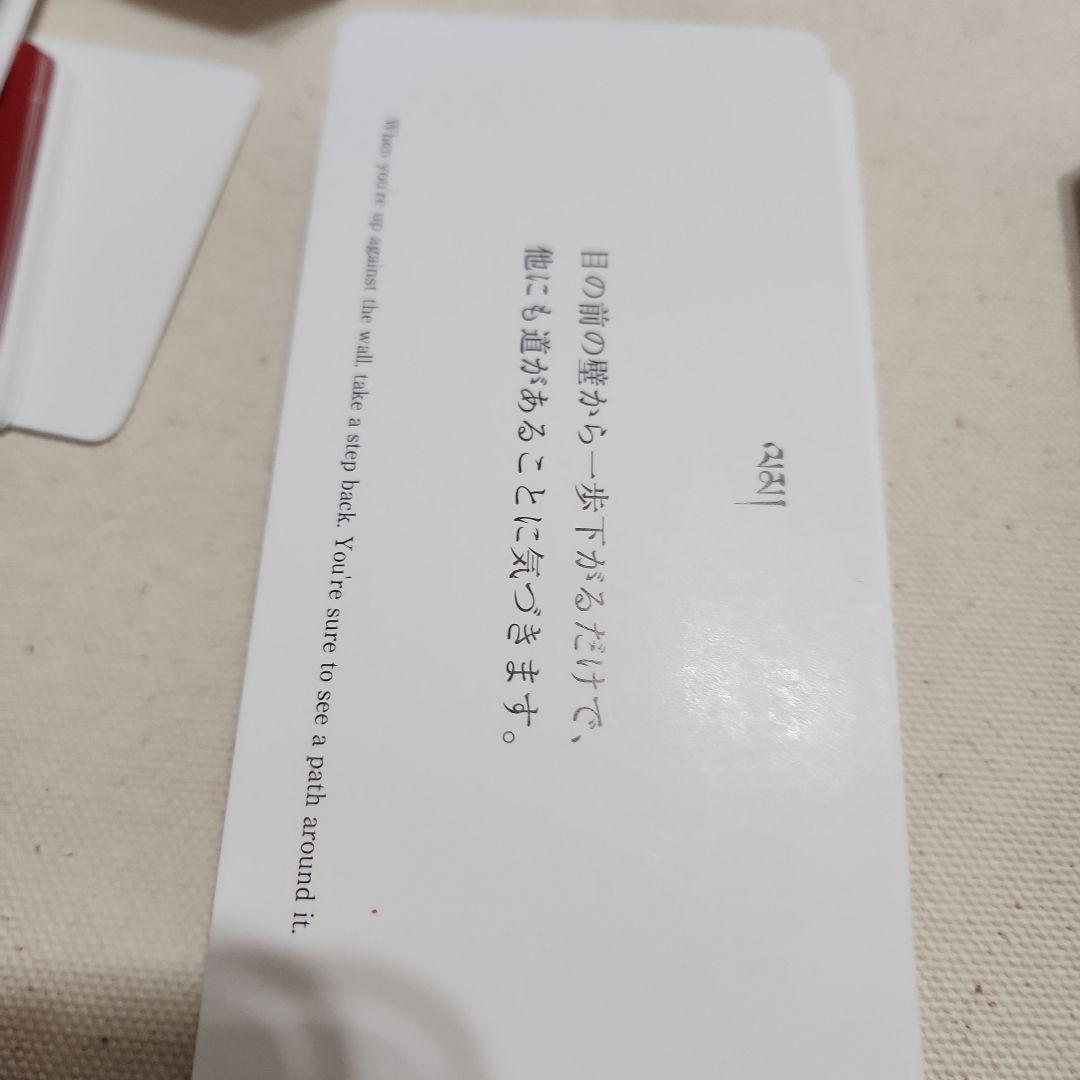 ལམ།
目の前の壁から一歩下がるだけで、
他にも道があることに気づきます。
When you're up against the wall, take a step back. You're sure to see a path around it.